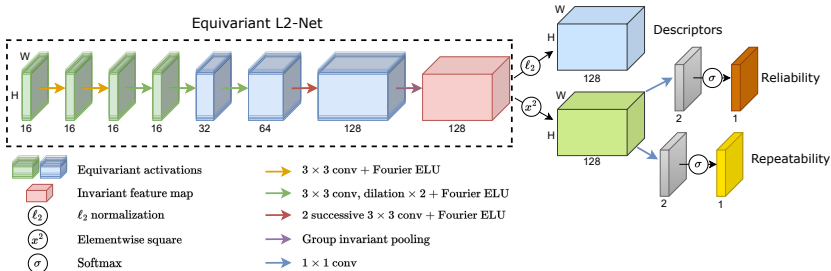 Equivariant L2-Net
W
H
16
16
16
16
32
64
128
128
ℓ₂
x²
W
H
128
Descriptors
W
H
128
2
σ
1
Reliability
2
σ
1
Repeatability
Equivariant activations
Invariant feature map
ℓ₂ ℓ₂ normalization
x² Elementwise square
σ Softmax
3 × 3 conv + Fourier ELU
3 × 3 conv, dilation × 2 + Fourier ELU
2 successive 3 × 3 conv + Fourier ELU
Group invariant pooling
1 × 1 conv